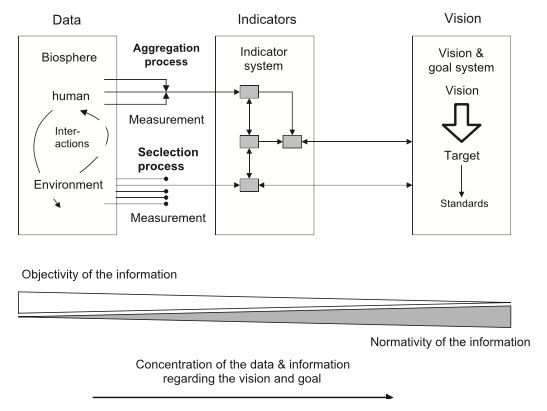 Data
Indicators
Vision
Biosphere
human
Inter-
actions
Environment
Aggregation
process
Measurement
Seclection
process
Measurement
Indicator
system
Vision &
goal system
Vision
Target
Standards
Objectivity of the information
Normativity of the information
Concentration of the data & information
regarding the vision and goal